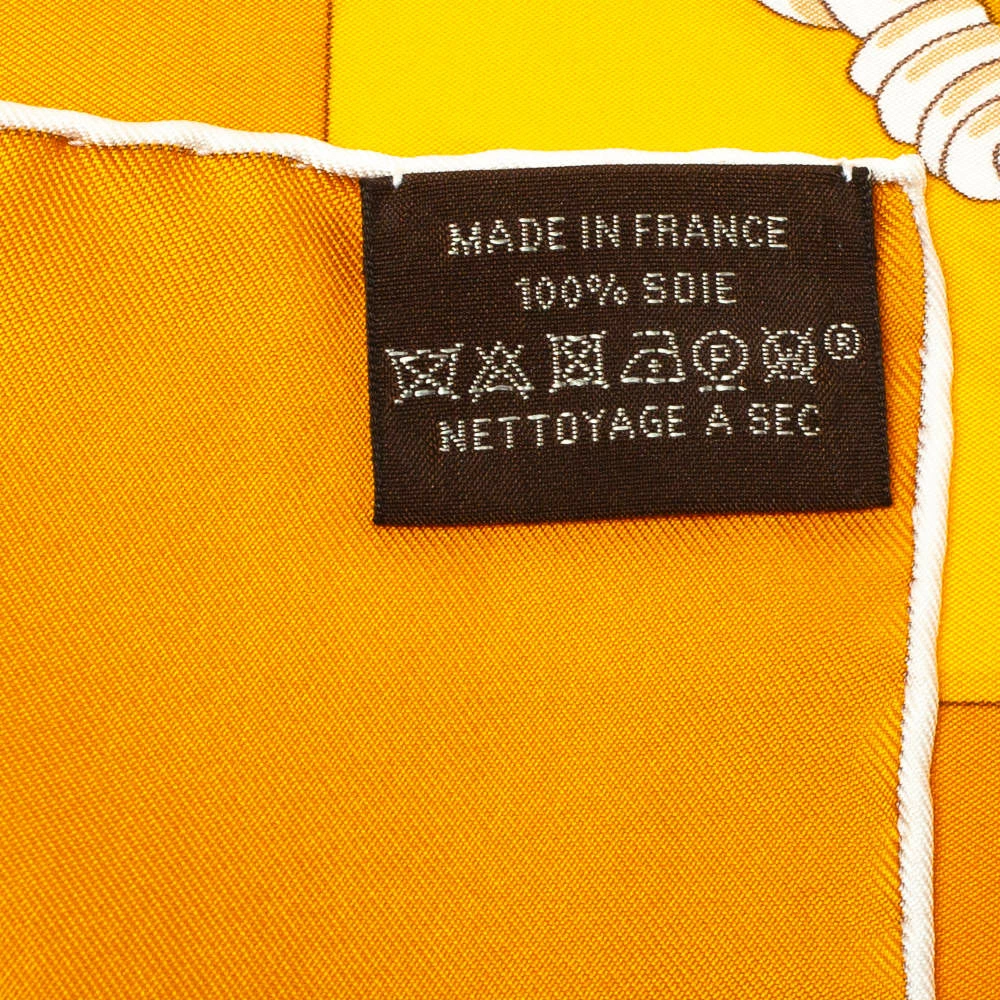 MADE IN FRANCE
100% SOIE
P W ®
NETTOYAGE A SEC